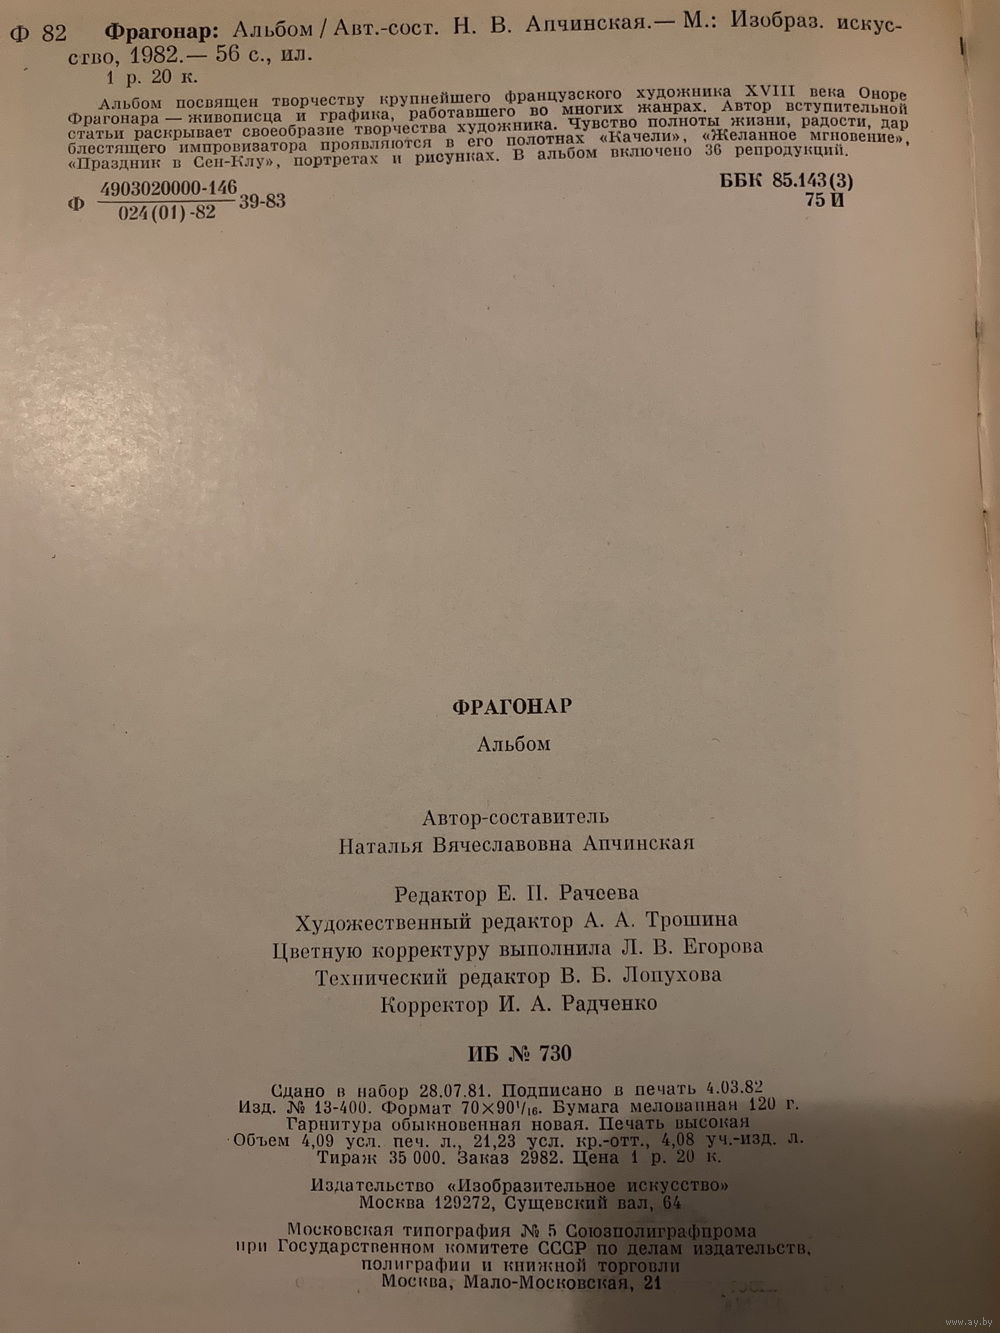 Ф 82 Фрагонар: Альбом / Авт.-сост. Н. В. Апчинская.— М.: Изобраз. искус-
ство, 1982.— 56 с., ил.
1 р. 20 к.
Альбом посвящен творчеству крупнейшего французского художника XVIII века Оноре
Фрагонара — живописца и графика, работавшего во многих жанрах. Автор вступительной
статьи раскрывает своеобразие творчества художника. Чувство полноты жизни, радости, дар
блестящего импровизатора проявляются в его полотнах «Качели», «Желанное мгновение»,
«Праздник в Сен-Клу», портретах и рисунках. В альбом включено 36 репродукций.
Ф 4903020000-146
024(01)-82 39-83
ББК 85.143(3)
75 И
ФРАГОНАР
Альбом
Автор-составитель
Наталья Вячеславовна Апчинская
Редактор Е. П. Рачеева
Художественный редактор А. А. Трошина
Цветную корректуру выполнила Л. В. Егорова
Технический редактор В. Б. Лопухова
Корректор И. А. Радченко
ИБ № 730
Сдано в набор 28.07.81. Подписано в печать 4.03.82
Изд. № 13-400. Формат 70×90¹/₁₆. Бумага мелованная 120 г.
Гарнитура обыкновенная новая. Печать высокая
Объем 4,09 усл. печ. л., 21,23 усл. кр.-отт., 4,08 уч.-изд. л.
Тираж 35 000. Заказ 2982. Цена 1 р. 20 к.
Издательство «Изобразительное искусство»
Москва 129272, Сущевский вал, 64
Московская типография № 5 Союзполиграфпрома
при Государственном комитете СССР по делам издательств,
полиграфии и книжной торговли
Москва, Мало-Московская, 21
www.ay.by